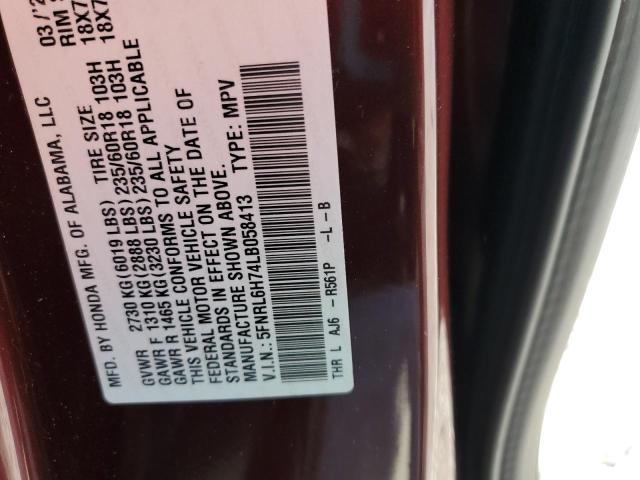 MFD. BY HONDA MFG. OF ALABAMA, LLC 03/'2
TIRE SIZE RIM S
GVWR 2730 KG (6019 LBS)
GAWR F 1310 KG (2888 LBS) 235/60R18 103H 18X7
GAWR R 1465 KG (3230 LBS) 235/60R18 103H 18X7
THIS VEHICLE CONFORMS TO ALL APPLICABLE
FEDERAL MOTOR VEHICLE SAFETY
STANDARDS IN EFFECT ON THE DATE OF
MANUFACTURE SHOWN ABOVE.
V.I.N.: 5FNRL6H74LB058413 TYPE: MPV
THR L AJ6 - R561P -L -B